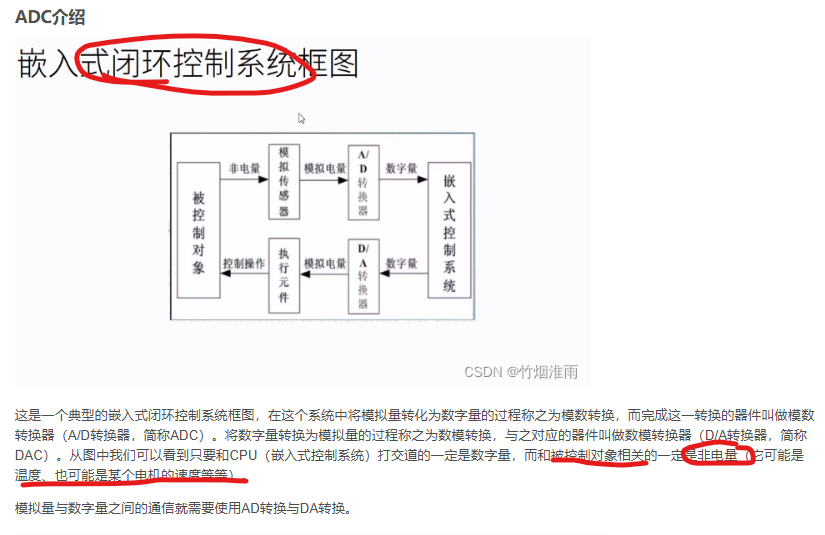 ADC介绍
嵌入式闭环控制系统框图
被控制对象
非电量
模拟传感器
模拟电量
A/D转换器
数字量
嵌入式控制系统
控制操作
执行元件
模拟电量
D/A转换器
数字量
CSDN @竹烟淮雨
这是一个典型的嵌入式闭环控制系统框图，在这个系统中将模拟量转化为数字量的过程称之为模数转换，而完成这一转换的器件叫做模数
转换器（A/D转换器，简称ADC）。将数字量转换为模拟量的过程称之为数模转换，与之对应的器件叫做数模转换器（D/A转换器，简称
DAC）。从图中我们可以看到只要和CPU（嵌入式控制系统）打交道的一定是数字量，而和被控制对象相关的一定是非电量（它可能是
温度、也可能是某个电机的速度等等）
模拟量与数字量之间的通信就需要使用AD转换与DA转换。